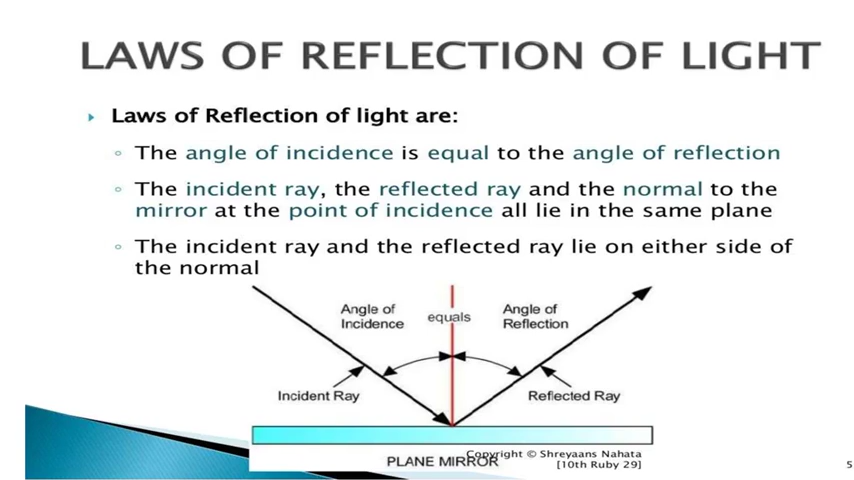 LAWS OF REFLECTION OF LIGHT
Laws of Reflection of light are:
The angle of incidence is equal to the angle of reflection
The incident ray, the reflected ray and the normal to the
mirror at the point of incidence all lie in the same plane
The incident ray and the reflected ray lie on either side of
the normal
Angle of
Incidence
equals
Angle of
Reflection
Incident Ray
Reflected Ray
PLANE MIRROR
Copyright © Shreyaans Nahata
[10th Ruby 29]
5